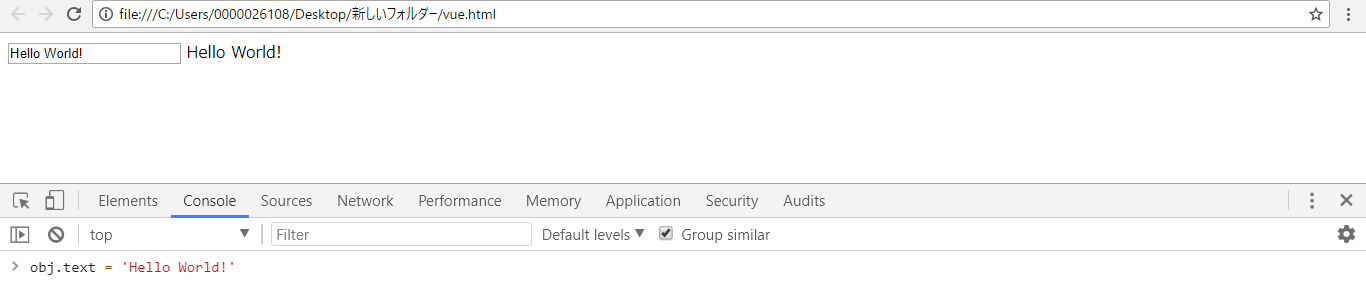 file:///C:/Users/0000026108/Desktop/新しいフォルダー/vue.html
Hello World! Hello World!
Elements Console Sources Network Performance Memory Application Security Audits
top Filter Default levels Group similar
obj.text = 'Hello World!'